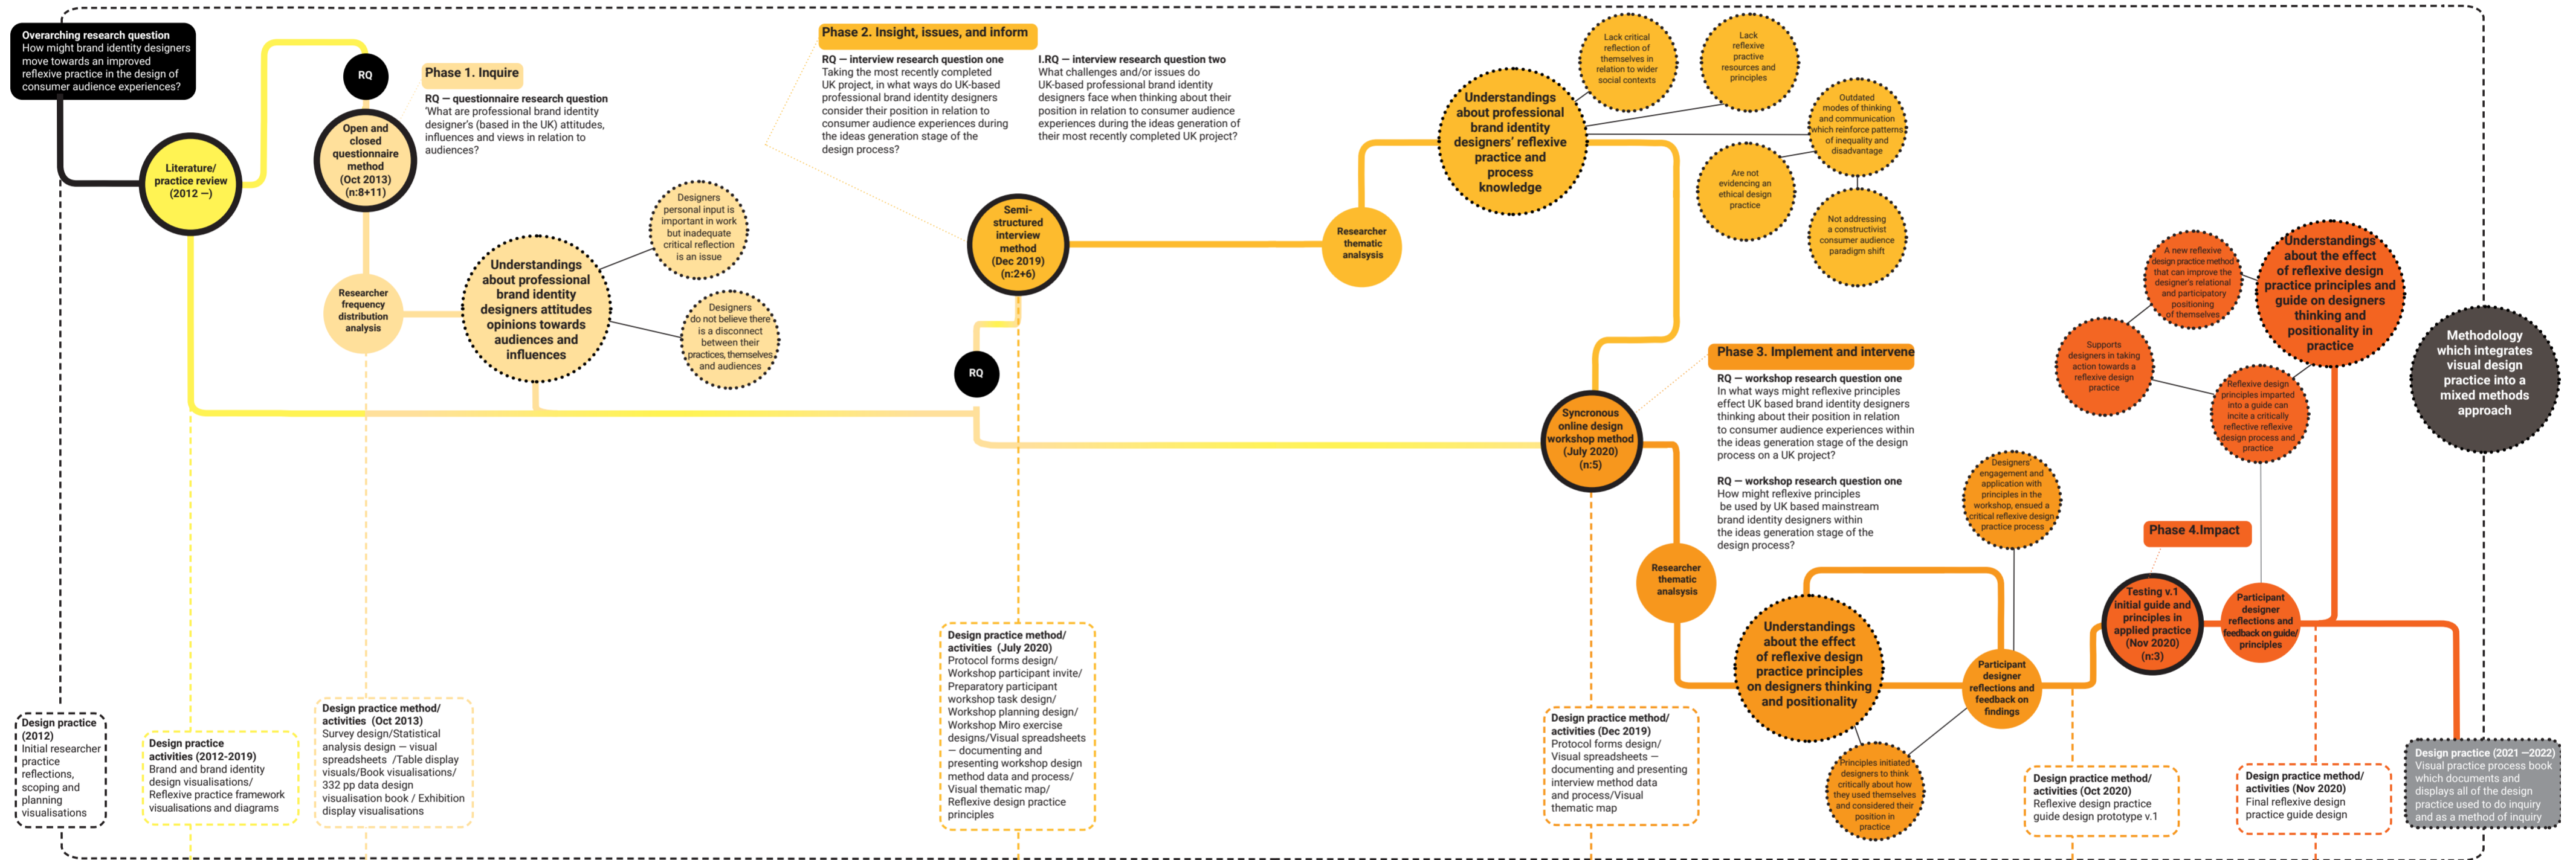 Overarching research question
How might brand identity designers
move towards an improved
reflexive practice in the design of
consumer audience experiences?
Literature/
practice review
(2012 —)
RQ
Open and
closed
questionnaire
method
(Oct 2013)
(n:8+11)
Phase 1. Inquire
RQ — questionnaire research question
'What are professional brand identity
designer's (based in the UK) attitudes,
influences and views in relation to
audiences?
Researcher
frequency
distribution
analysis
Understandings
about professional
brand identity
designers attitudes
opinions towards
audiences and
influences
Designers
personal input is
important in work
but inadequate
critical reflection
is an issue
Designers
do not believe there
is a disconnect
between their
practices, themselves
and audiences
Phase 2. Insight, issues, and inform
RQ — interview research question one
Taking the most recently completed
UK project, in what ways do UK-based
professional brand identity designers
consider their position in relation to
consumer audience experiences during
the ideas generation stage of the
design process?
I.RQ — interview research question two
What challenges and/or issues do
UK-based professional brand identity
designers face when thinking about their
position in relation to consumer audience
experiences during the ideas generation of
their most recently completed UK project?
Semi-
structured
interview
method
(Dec 2019)
(n:2+6)
RQ
Researcher
thematic
analsysis
Understandings
about professional
brand identity
designers' reflexive
practice and
process
knowledge
Lack critical
reflection of
themselves in
relation to wider
social contexts
Lack
reflexive
practive
resources and
principles
Outdated
modes of thinking
and communication
which reinforce patterns
of inequality and
disadvantage
Are not
evidencing an
ethical design
practice
Not addressing
a constructivist
consumer audience
paradigm shift
Phase 3. Implement and intervene
RQ — workshop research question one
In what ways might reflexive principles
effect UK based brand identity designers
thinking about their position in relation
to consumer audience experiences within
the ideas generation stage of the design
process on a UK project?
RQ — workshop research question one
How might reflexive principles
be used by UK based mainstream
brand identity designers within
the ideas generation stage of the
design process?
Syncronous
online design
workshop method
(July 2020)
(n:5)
Researcher
thematic
analsysis
Understandings
about the effect
of reflexive design
practice principles
on designers thinking
and positionality
Principles initiated
designers to think
critically about how
they used themselves
and considered their
position in
practice
Participant
designer
reflections and
feedback on
findings
Designers'
engagement and
application with
principles in the
workshop, ensued a
critical reflexive design
practice process
Phase 4.Impact
Testing v.1
initial guide and
principles in
applied practice
(Nov 2020)
(n:3)
Participant
designer
reflections and
feedback on guide/
principles
Understandings
about the effect
of reflexive design
practice principles and
guide on designers
thinking and
positionality in
practice
A new reflexive
design practice method
that can improve the
designer's relational
and participatory
positioning
of themselves
Supports
designers in taking
action towards a
reflexive design
practice
Reflexive design
principles imparted
into a guide can
incite a critically
reflective reflexive
design process and
practice
Methodology
which integrates
visual design
practice into a
mixed methods
approach
Design practice
(2012)
Initial researcher
practice
reflections,
scoping and
planning
visualisations
Design practice
activities (2012-2019)
Brand and brand identity
design visualisations/
Reflexive practice framework
visualisations and diagrams
Design practice method/
activities (Oct 2013)
Survey design/Statistical
analysis design — visual
spreadsheets /Table display
visuals/Book visualisations/
332 pp data design
visualisation book / Exhibition
display visualisations
Design practice method/
activities (July 2020)
Protocol forms design/
Workshop participant invite/
Preparatory participant
workshop task design/
Workshop planning design/
Workshop Miro exercise
designs/Visual spreadsheets
— documenting and
presenting workshop design
method data and process/
Visual thematic map/
Reflexive design practice
principles
Design practice method/
activities (Dec 2019)
Protocol forms design/
Visual spreadsheets —
documenting and presenting
interview method data
and process/Visual
thematic map
Design practice method/
activities (Oct 2020)
Reflexive design practice
guide design prototype v.1
Design practice method/
activities (Nov 2020)
Final reflexive design
practice guide design
Design practice (2021 —2022)
Visual practice process book
which documents and
displays all of the design
practice used to do inquiry
and as a method of inquiry